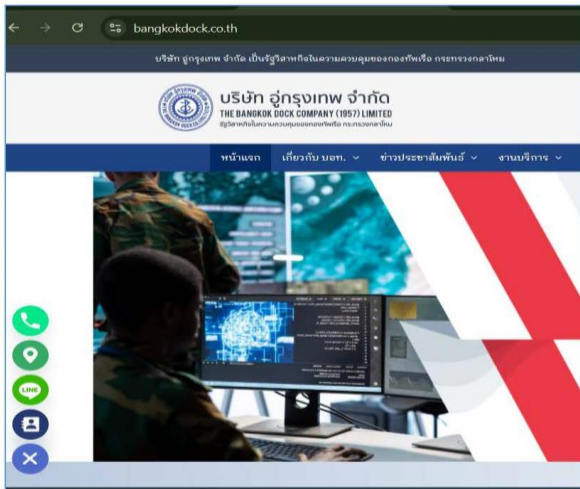 bangkokdock.co.th
บริษัท อู่กรุงเทพ จำกัด เป็นรัฐวิสาหกิจในความควบคุมของกองทัพเรือ กระทรวงกลาโหม
บริษัท อู่กรุงเทพ จำกัด
THE BANGKOK DOCK COMPANY (1957) LIMITED
รัฐวิสาหกิจในความควบคุมของกองทัพเรือ กระทรวงกลาโหม
หน้าแรก เกี่ยวกับ บอท. ข่าวประชาสัมพันธ์ งานบริการ
LINE